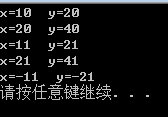 x=10  y=20
x=20  y=40
x=11  y=21
x=21  y=41
x=-11  y=-21
请按任意键继续. . .